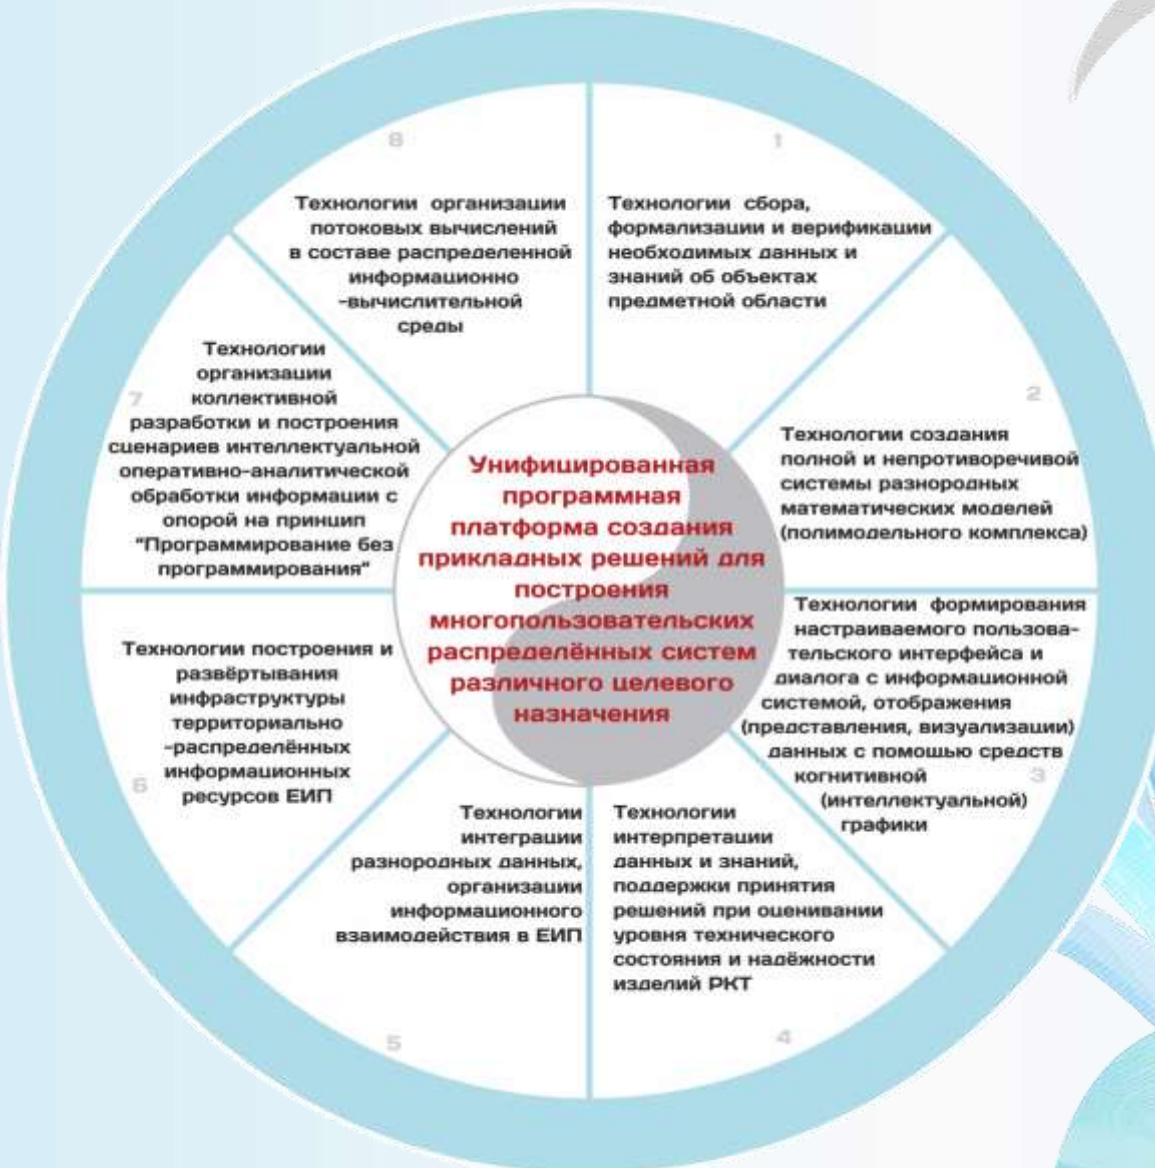 8
Технологии организации
потоковых вычислений
в составе распределенной
информационно
-вычислительной
среды
1
Технологии сбора,
формализации и верификации
необходимых данных и
знаний об объектах
предметной области
2
Технологии создания
полной и непротиворечивой
системы разнородных
математических моделей
(полимодельного комплекса)
Технологии формирования
настраиваемого пользова-
тельского интерфейса и
диалога с информационной
системой, отображения
(представления, визуализации)
данных с помощью средств
когнитивной
3
(интеллектуальной)
графики
Технологии
интерпретации
данных и знаний,
поддержки принятия
решений при оценивании
уровня технического
состояния и надёжности
изделий РКТ
4
Технологии
интеграции
разнородных данных,
организации
информационного
взаимодействия в ЕИП
5
Технологии построения и
развёртывания
инфраструктуры
территориально
-распределённых
информационных
6
ресурсов ЕИП
Технологии
организации
7
коллективной
разработки и построения
сценариев интеллектуальной
оперативно-аналитической
обработки информации с
опорой на принцип
"Программирование без
программирования"
Унифицированная
программная
платформа создания
прикладных решений для
построения
многопользовательских
распределённых систем
различного целевого
назначения